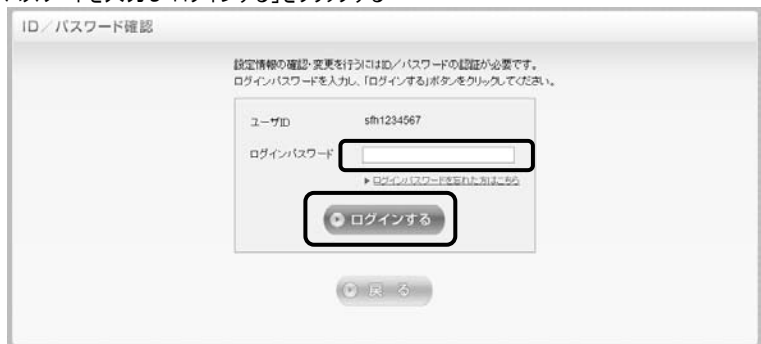 パスワードを入力し「ログインする」をクリックする
ID／パスワード確認
設定情報の確認・変更を行うにはID／パスワードの認証が必要です。
ログインパスワードを入力し、「ログインする」ボタンをクリックしてください。
ユーザID sfh1234567
ログインパスワード
▶ログインパスワードを忘れた方はこちら
ログインする
戻 る